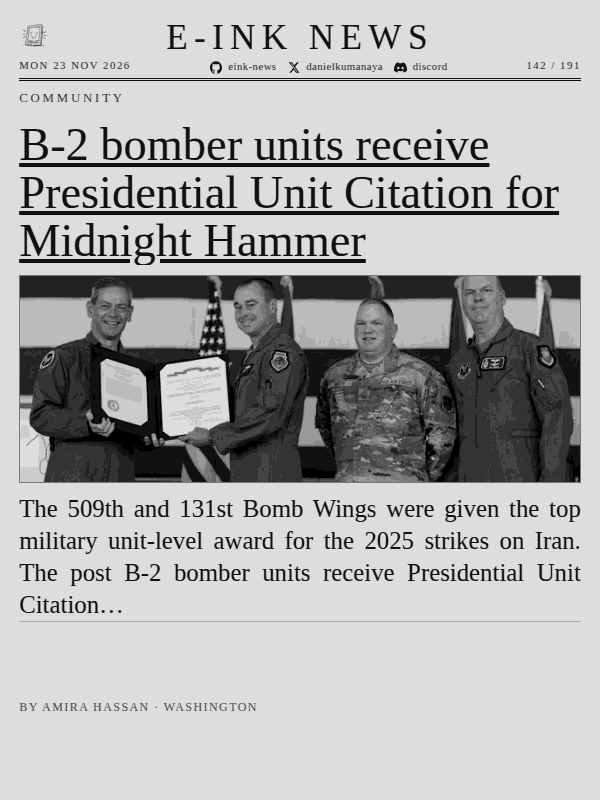 E-INK NEWS
MON 23 NOV 2026
eink-news danielkumanaya discord
142 / 191
COMMUNITY
B-2 bomber units receive
Presidential Unit Citation for
Midnight Hammer
The 509th and 131st Bomb Wings were given the top
military unit-level award for the 2025 strikes on Iran.
The post B-2 bomber units receive Presidential Unit
Citation…
BY AMIRA HASSAN · WASHINGTON